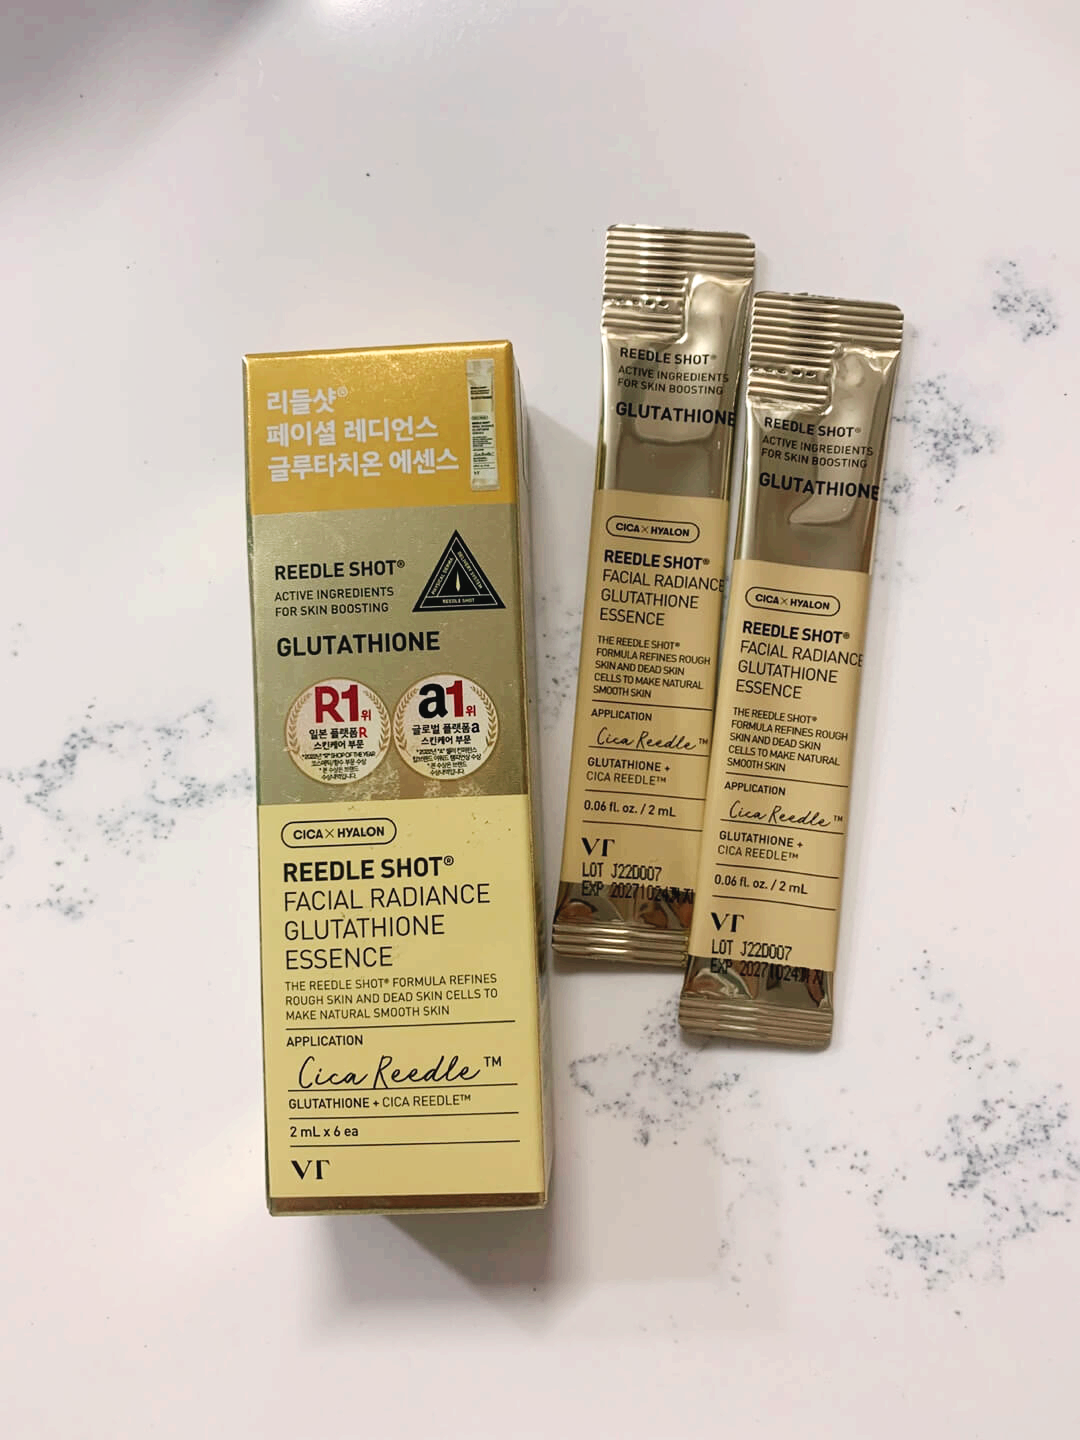 리들샷®
페이셜 레디언스
글루타치온 에센스
REEDLE SHOT®
ACTIVE INGREDIENTS
FOR SKIN BOOSTING
REEDLE SHOT
GLUTATHIONE
R1위
일본 플랫폼R
스킨케어 부문
a1위
글로벌 플랫폼a
스킨케어 부문
CICA×HYALON
REEDLE SHOT®
FACIAL RADIANCE
GLUTATHIONE
ESSENCE
THE REEDLE SHOT® FORMULA REFINES
ROUGH SKIN AND DEAD SKIN CELLS TO
MAKE NATURAL SMOOTH SKIN
APPLICATION
Cica Reedle™
GLUTATHIONE + CICA REEDLE™
2 mL x 6 ea
VT
REEDLE SHOT®
ACTIVE INGREDIENTS
FOR SKIN BOOSTING
GLUTATHIONE
CICA×HYALON
REEDLE SHOT®
FACIAL RADIANCE
GLUTATHIONE
ESSENCE
THE REEDLE SHOT®
FORMULA REFINES ROUGH
SKIN AND DEAD SKIN
CELLS TO MAKE NATURAL
SMOOTH SKIN
APPLICATION
Cica Reedle™
GLUTATHIONE +
CICA REEDLE™
0.06 fl. oz. / 2 mL
VT
LOT J22D007
EXP 20271024
REEDLE SHOT®
ACTIVE INGREDIENTS
FOR SKIN BOOSTING
GLUTATHIONE
CICA×HYALON
REEDLE SHOT®
FACIAL RADIANCE
GLUTATHIONE
ESSENCE
THE REEDLE SHOT®
FORMULA REFINES ROUGH
SKIN AND DEAD SKIN
CELLS TO MAKE NATURAL
SMOOTH SKIN
APPLICATION
Cica Reedle™
GLUTATHIONE +
CICA REEDLE™
0.06 fl. oz. / 2 mL
VT
LOT J22D007
EXP 20271024